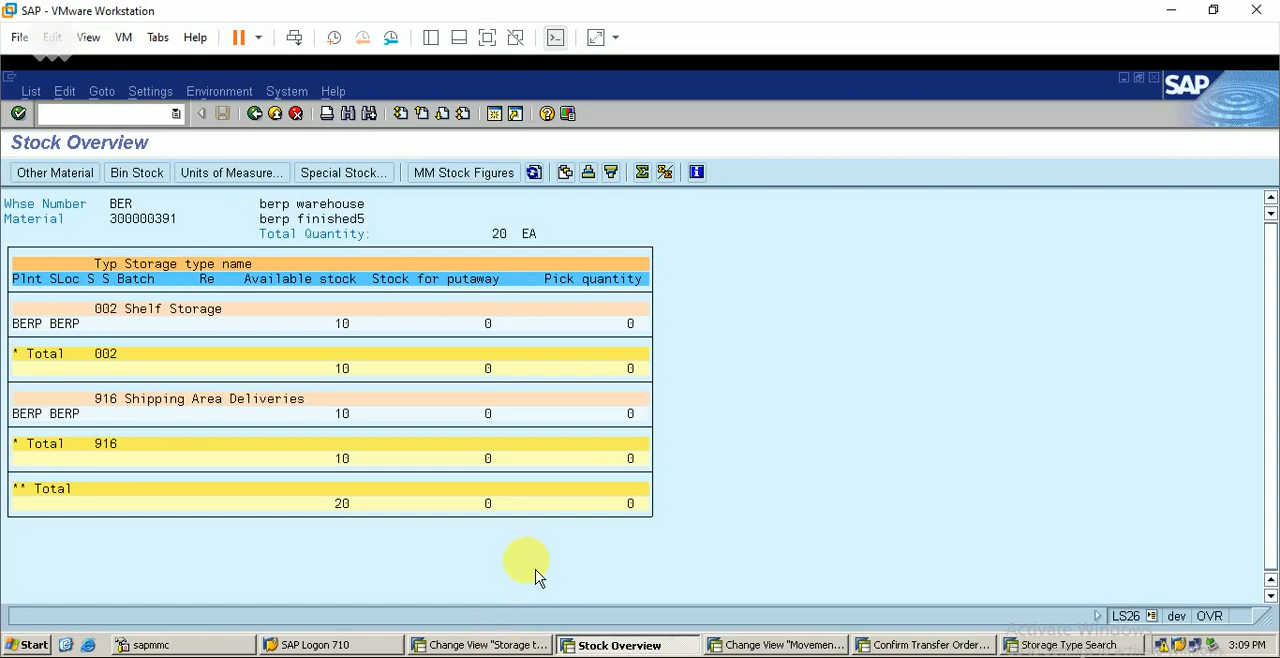 SAP - VMware Workstation
File Edit View VM Tabs Help
List Edit Goto Settings Environment System Help
SAP
Stock Overview
Other Material Bin Stock Units of Measure... Special Stock... MM Stock Figures
Whse Number BER berp warehouse
Material 300000391 berp finished5
Total Quantity: 20 EA
Typ Storage type name
Plnt SLoc S S Batch Re Available stock Stock for putaway Pick quantity
002 Shelf Storage
BERP BERP 10 0 0
* Total 002
10 0 0
916 Shipping Area Deliveries
BERP BERP 10 0 0
* Total 916
10 0 0
** Total
20 0 0
LS26 dev OVR
Activate Windows
Start sapmmc SAP Logon 710 Change View "Storage t... Stock Overview Change View "Movemen... Confirm Transfer Order... Storage Type Search 3:09 PM